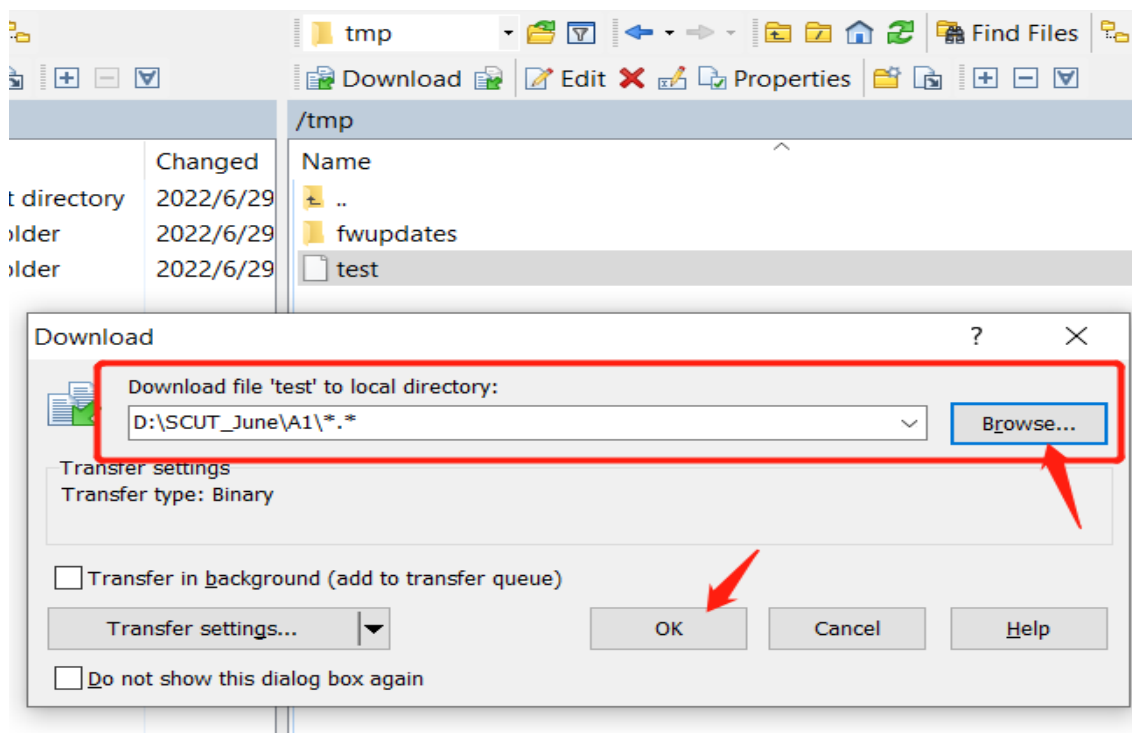 tmp Find Files
Download Edit Properties
/tmp
Changed Name
t directory 2022/6/29 ..
older 2022/6/29 fwupdates
older 2022/6/29 test
Download ?
Download file 'test' to local directory:
D:\SCUT_June\A1\*.* Browse...
Transfer settings
Transfer type: Binary
Transfer in background (add to transfer queue)
Transfer settings... OK Cancel Help
Do not show this dialog box again